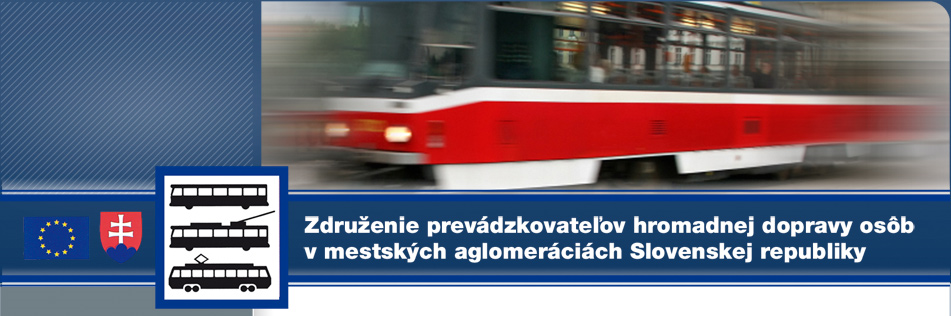 Združenie prevádzkovateľov hromadnej dopravy osôb
v mestských aglomeráciách Slovenskej republiky